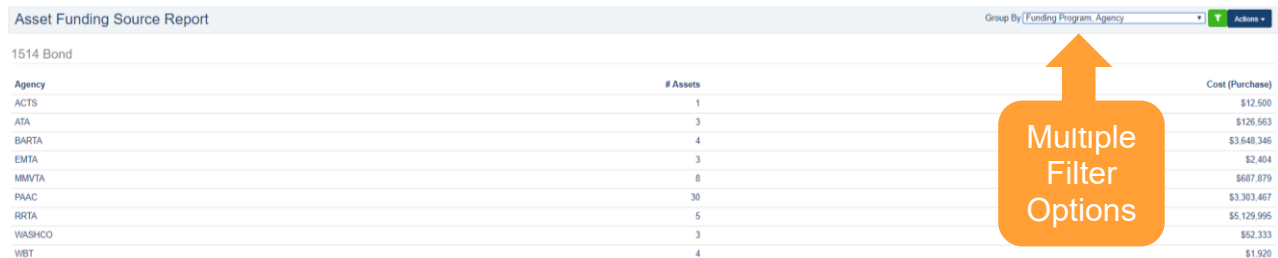 Asset Funding Source Report Group By Funding Program, Agency Actions
1514 Bond
Agency # Assets Cost (Purchase)
ACTS 1 $12,500
ATA 3 $126,563
BARTA 4 $3,648,346
EMTA 3 $2,404
MMVTA 8 $687,879
PAAC 30 $3,303,467
RRTA 5 $5,129,995
WASHCO 3 $52,333
WBT 4 $1,920
Multiple
Filter
Options